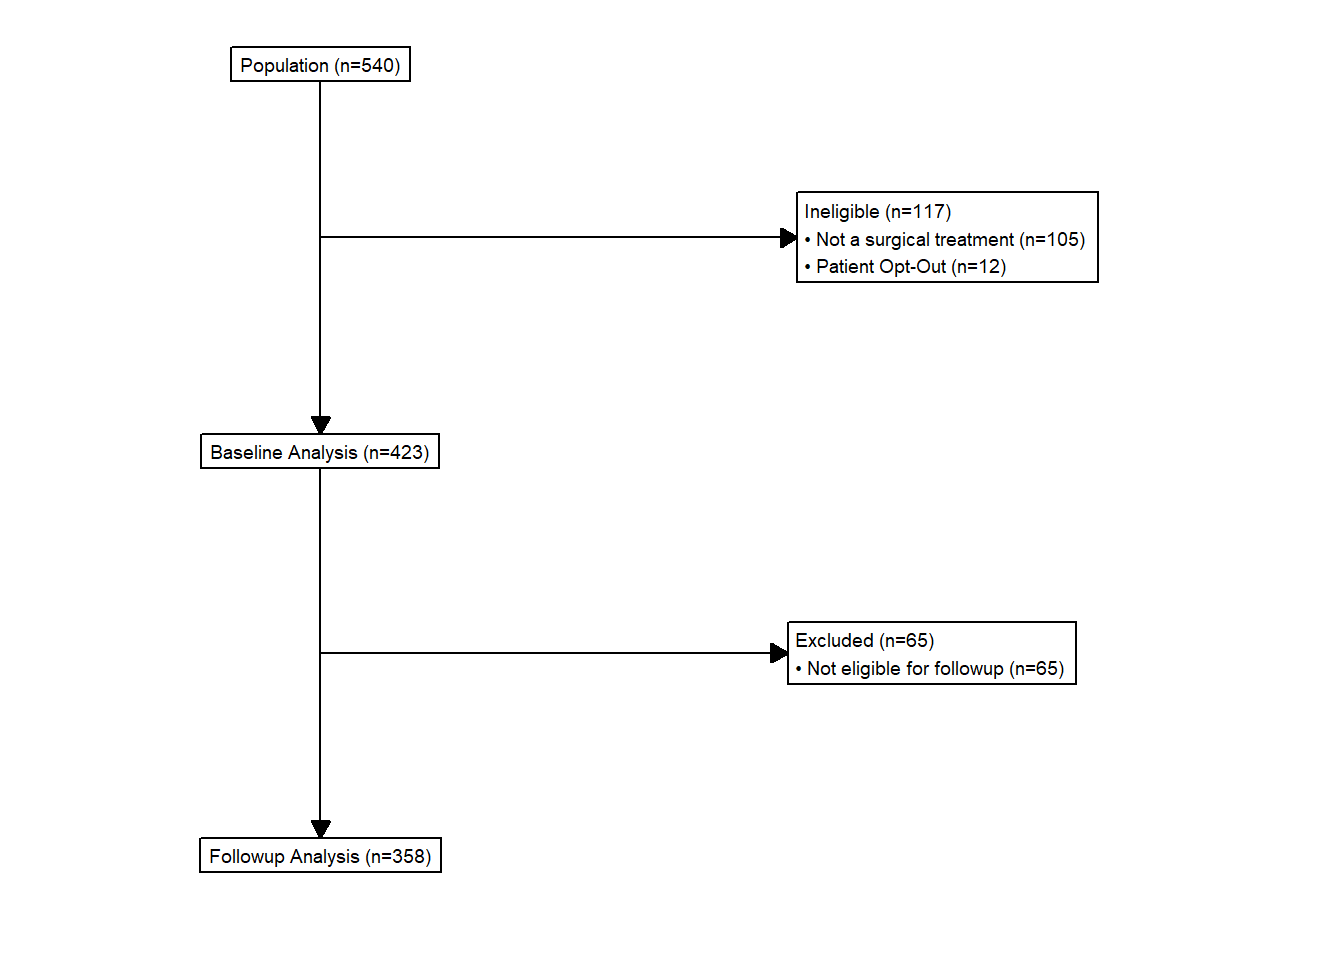 Population (n=540)
Ineligible (n=117)
• Not a surgical treatment (n=105)
• Patient Opt-Out (n=12)
Baseline Analysis (n=423)
Excluded (n=65)
• Not eligible for followup (n=65)
Followup Analysis (n=358)